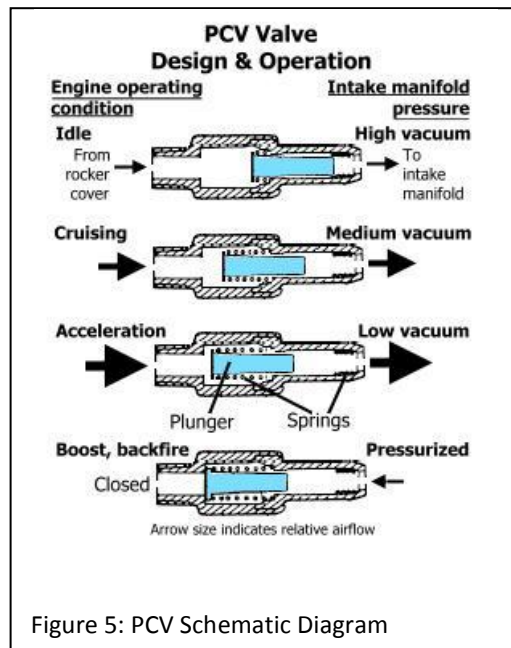 PCV Valve
Design & Operation
Engine operating
condition
Intake manifold
pressure
Idle
High vacuum
From
rocker
cover
To
intake
manifold
Cruising
Medium vacuum
Acceleration
Low vacuum
Plunger
Springs
Boost, backfire
Pressurized
Closed
Arrow size indicates relative airflow
Figure 5: PCV Schematic Diagram